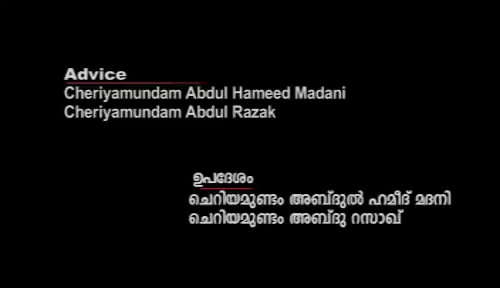 Advice
Cheriyamundam Abdul Hameed Madani
Cheriyamundam Abdul Razak
ഉപദേശം
ചെറിയമുണ്ടം അബ്ദുൽ ഹമീദ് മദനി
ചെറിയമുണ്ടം അബ്ദു റസാഖ്